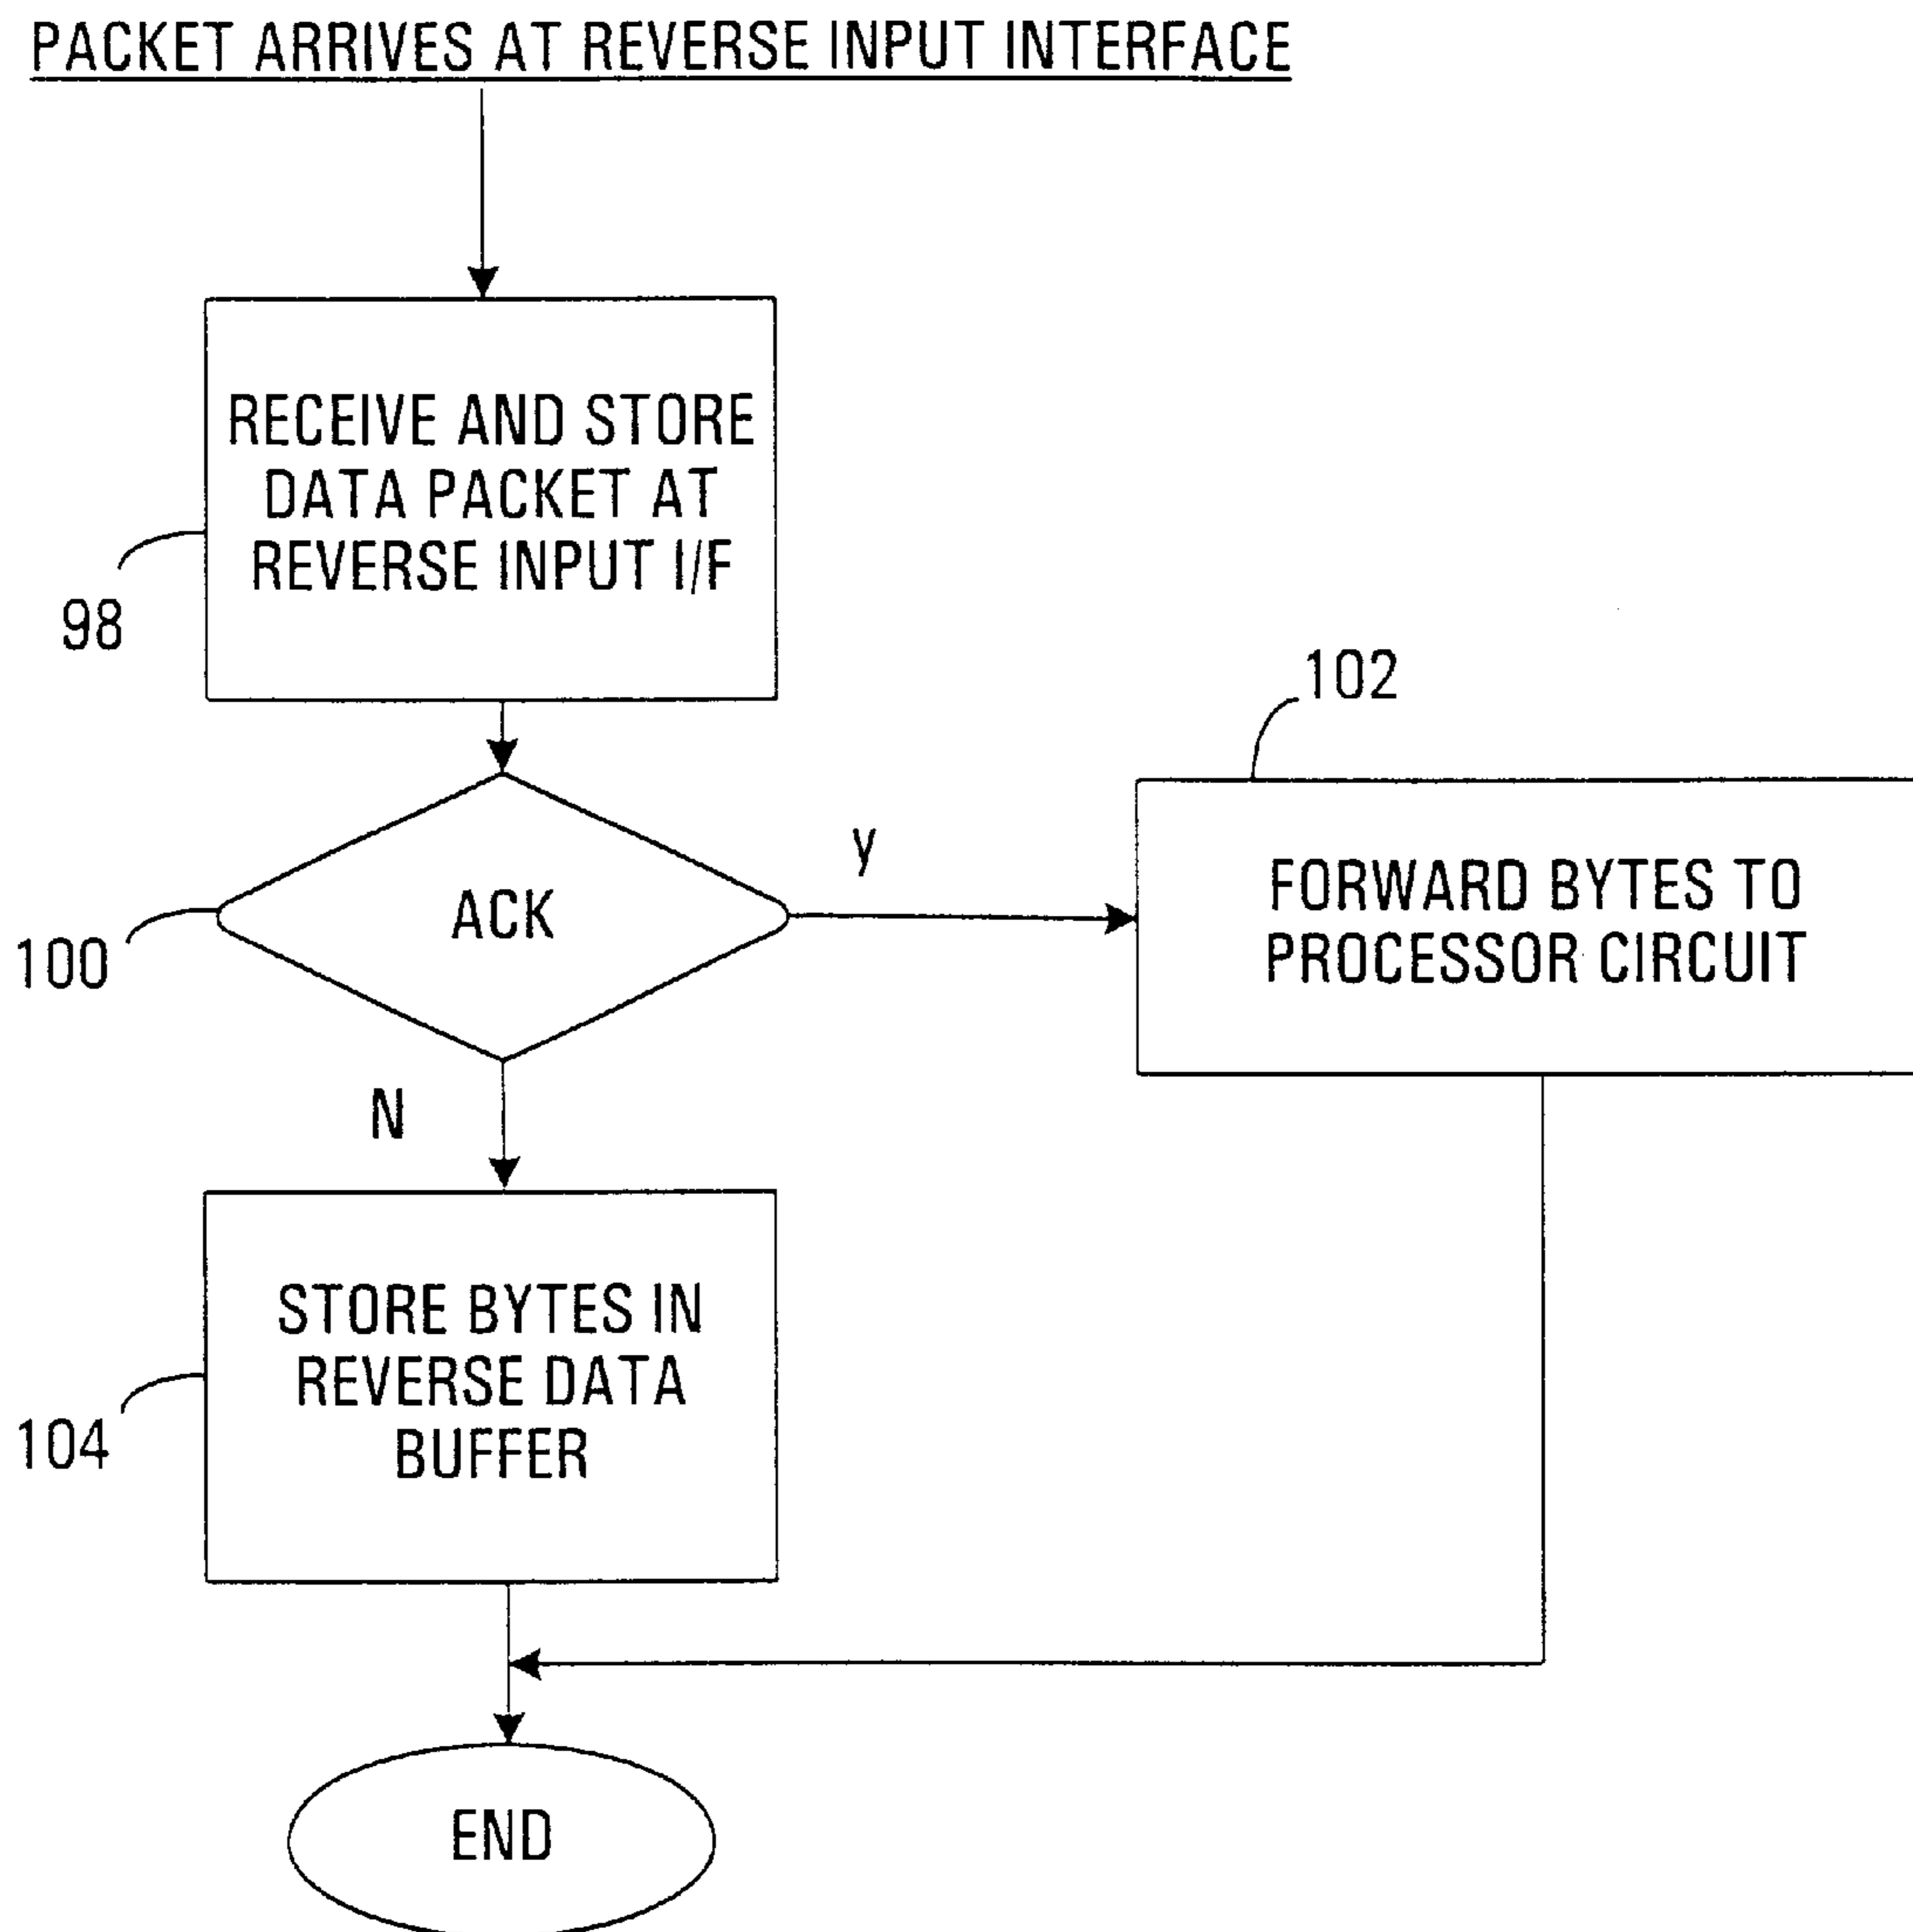 PACKET ARRIVES AT REVERSE INPUT INTERFACE
RECEIVE AND STORE
DATA PACKET AT
REVERSE INPUT I/F
98
102
y
ACK
100
FORWARD BYTES TO
PROCESSOR CIRCUIT
N
STORE BYTES IN
REVERSE DATA
BUFFER
104
END